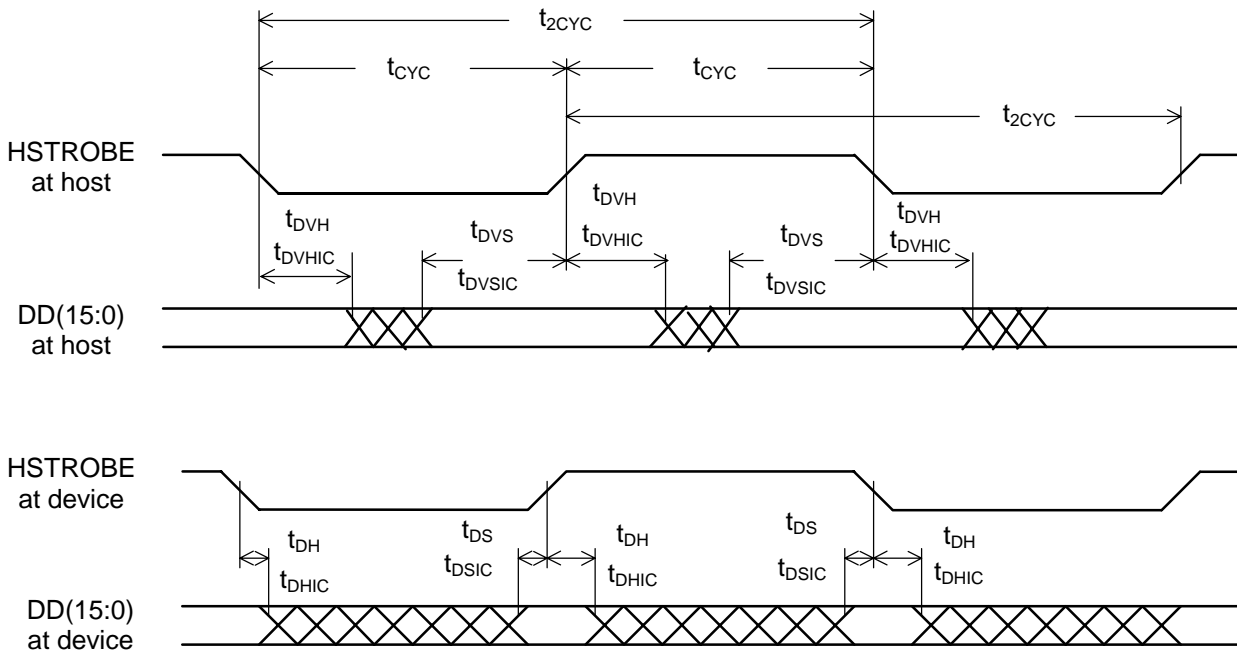 t2CYC
tCYC tCYC
t2CYC
HSTROBE
at host
tDVH tDVH tDVH
tDVHIC tDVS tDVHIC tDVS tDVHIC
tDVSIC tDVSIC
DD(15:0)
at host
HSTROBE
at device
tDH tDS tDH tDS tDH
tDHIC tDSIC tDHIC tDSIC tDHIC
DD(15:0)
at device